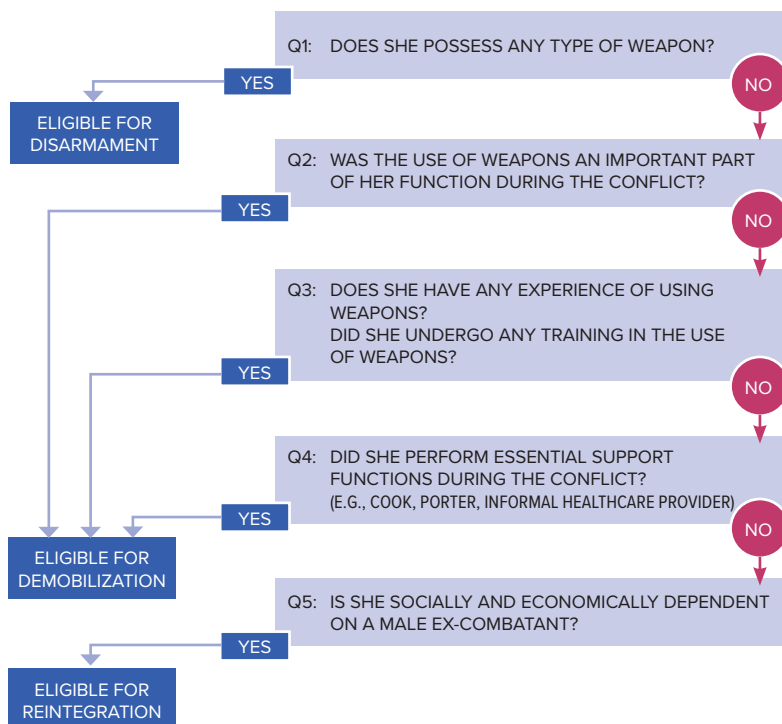 Q1: DOES SHE POSSESS ANY TYPE OF WEAPON?
YES
NO
ELIGIBLE FOR
DISARMAMENT
Q2: WAS THE USE OF WEAPONS AN IMPORTANT PART
OF HER FUNCTION DURING THE CONFLICT?
YES
NO
Q3: DOES SHE HAVE ANY EXPERIENCE OF USING
WEAPONS?
DID SHE UNDERGO ANY TRAINING IN THE USE
OF WEAPONS?
YES
NO
Q4: DID SHE PERFORM ESSENTIAL SUPPORT
FUNCTIONS DURING THE CONFLICT?
(E.G., COOK, PORTER, INFORMAL HEALTHCARE PROVIDER)
YES
NO
ELIGIBLE FOR
DEMOBILIZATION
Q5: IS SHE SOCIALLY AND ECONOMICALLY DEPENDENT
ON A MALE EX-COMBATANT?
YES
ELIGIBLE FOR
REINTEGRATION